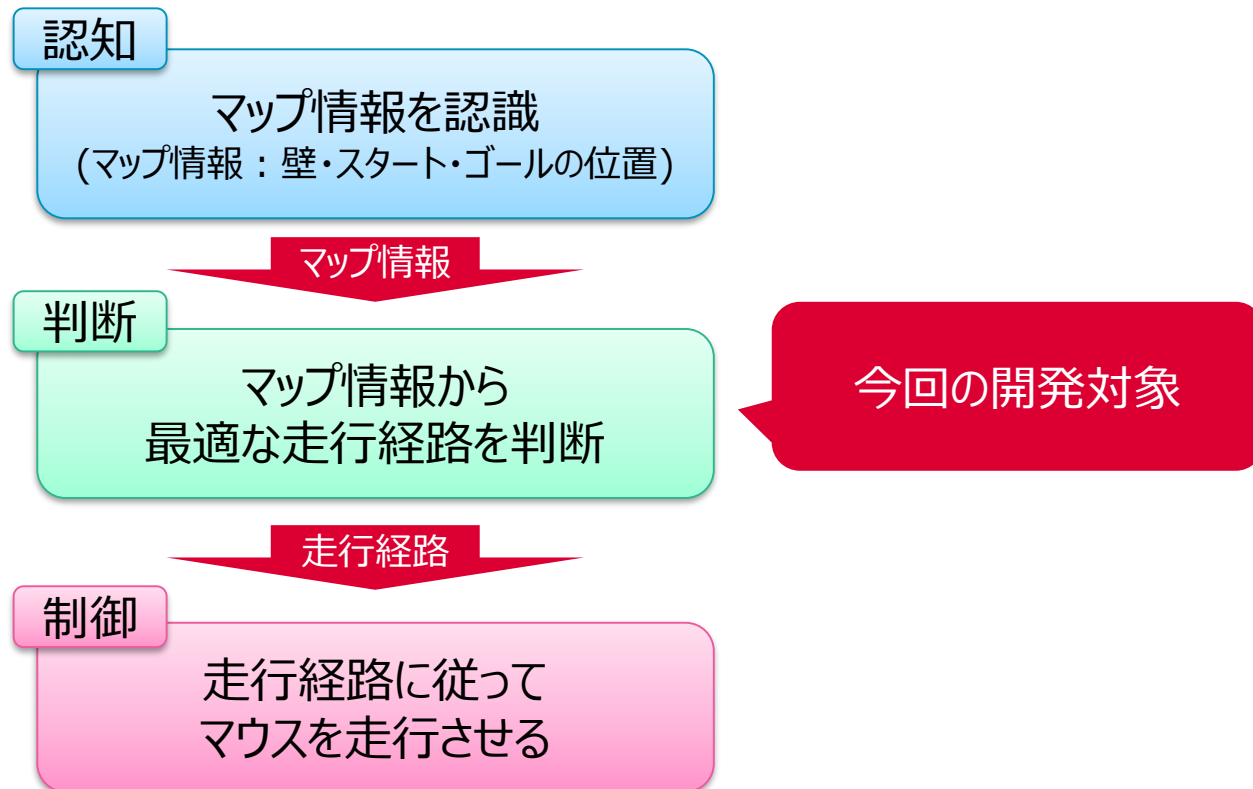 認知
マップ情報を認識
(マップ情報：壁・スタート・ゴールの位置)
マップ情報
判断
マップ情報から
最適な走行経路を判断
今回の開発対象
走行経路
制御
走行経路に従って
マウスを走行させる